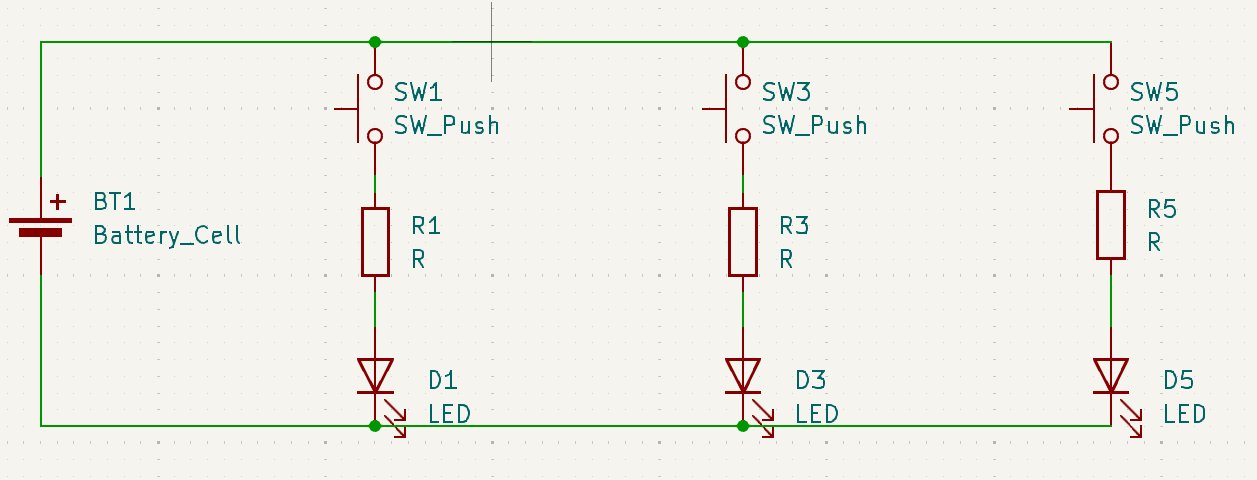 SW1
SW_Push
SW3
SW_Push
SW5
SW_Push
+
BT1
Battery_Cell
R1
R
R3
R
R5
R
D1
LED
D3
LED
D5
LED